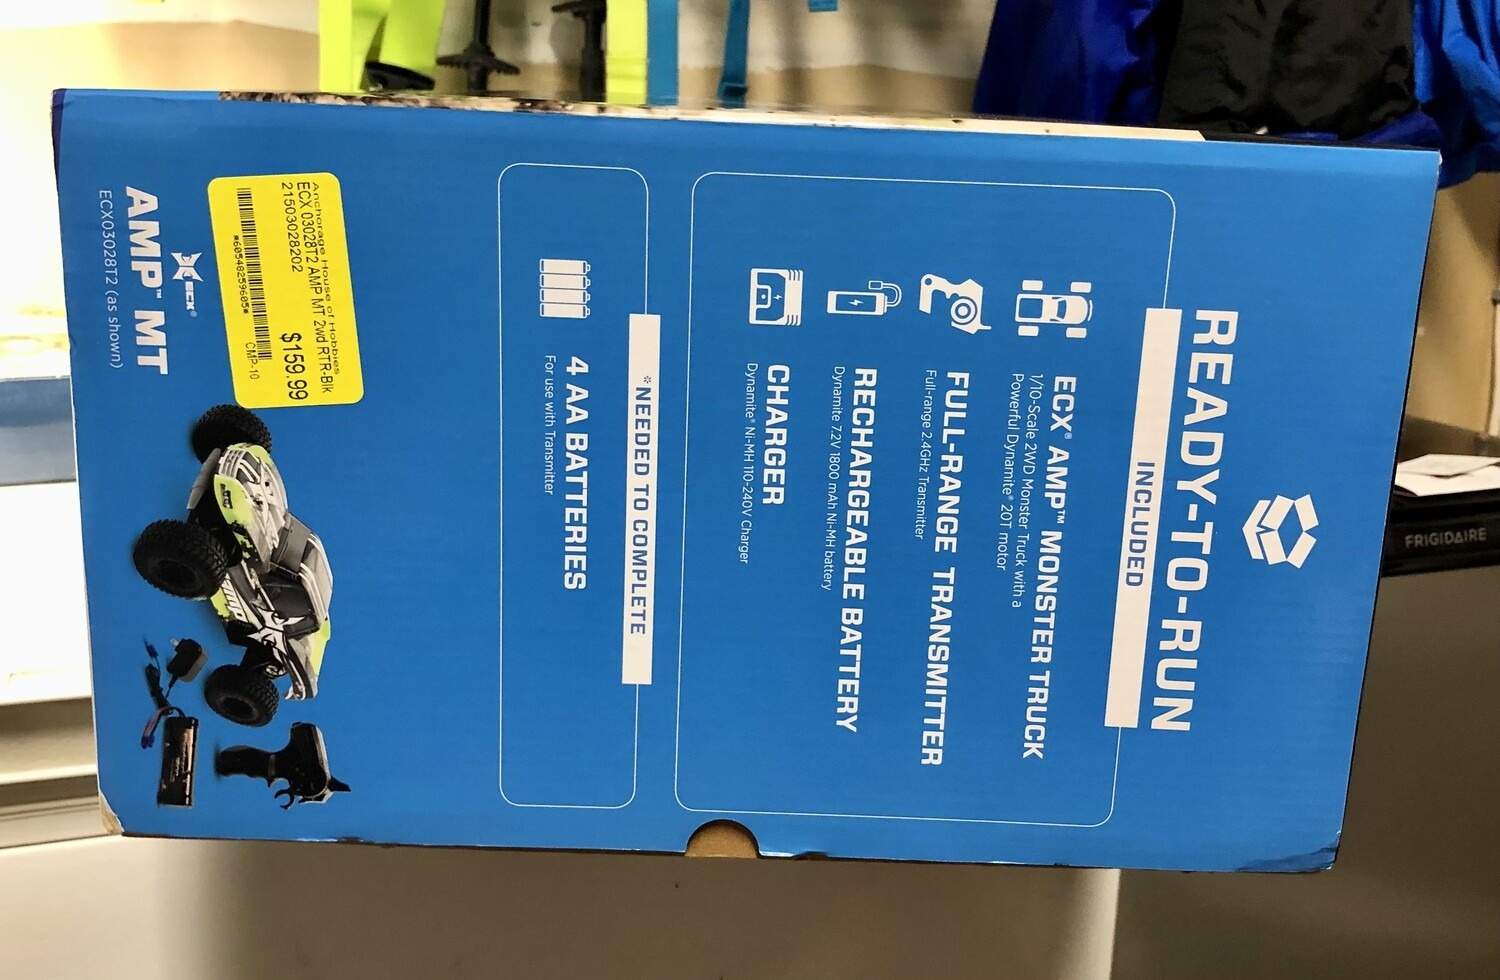 READY-TO-RUN
INCLUDED
ECX® AMP™ MONSTER TRUCK
1/10-Scale 2WD Monster Truck with a
Powerful Dynamite® 20T motor
FULL-RANGE TRANSMITTER
Full-range 2.4GHz Transmitter
RECHARGEABLE BATTERY
Dynamite 7.2V 1800 mAh Ni-MH battery
CHARGER
Dynamite® Ni-MH 110-240V Charger
*NEEDED TO COMPLETE
4 AA BATTERIES
For use with Transmitter
Anchorage House of Hobbies
ECX 03028T2 AMP MT 2wd RTR-Blk
21503028202
$159.99
*60548259605*
CMP-10
ecx®
AMP™ MT
ECX03028T2 (as shown)
AMP
FRIGIDAIRE